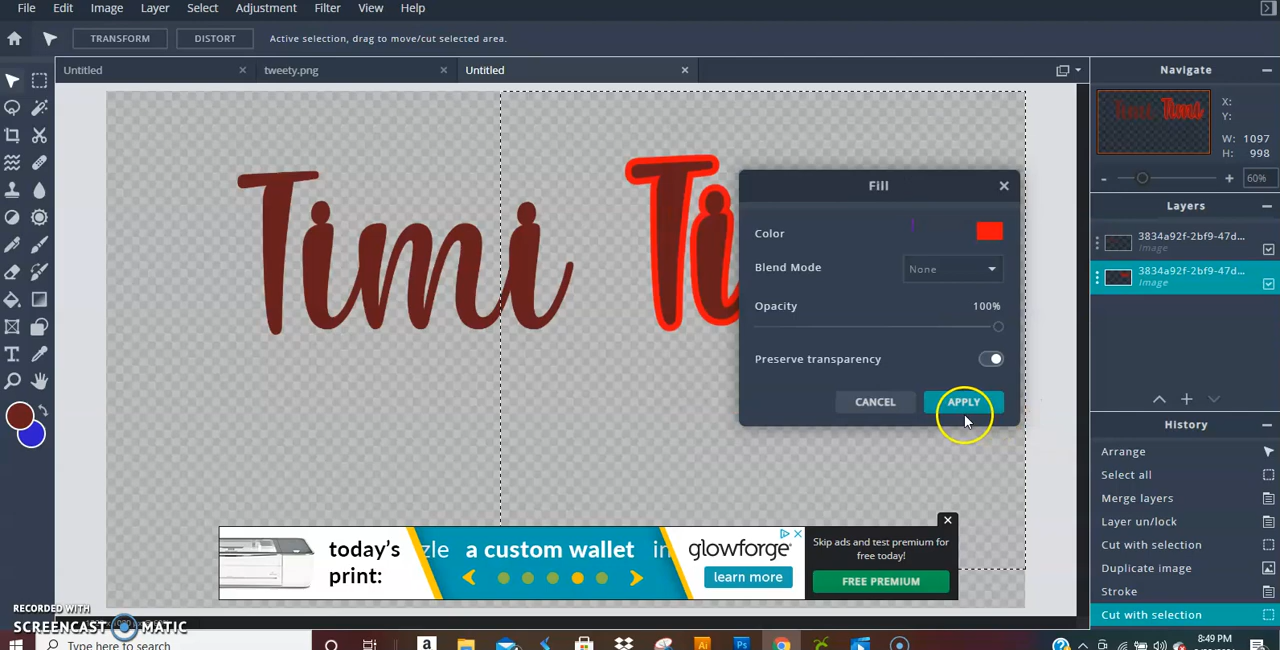 File Edit Image Layer Select Adjustment Filter View Help
TRANSFORM DISTORT Active selection, drag to move/cut selected area.
Untitled tweety.png Untitled
Timi
Fill
Color
Blend Mode None
Opacity 100%
Preserve transparency
CANCEL APPLY
Navigate
Timi Timi
X:
Y:
W: 1097
H: 998
60%
Layers
3834a92f-2bf9-47d...
Image
3834a92f-2bf9-47d...
Image
History
Arrange
Select all
Merge layers
Layer un/lock
Cut with selection
Duplicate image
Stroke
Cut with selection
today's
print:
zle a custom wallet in
glowforge
learn more
Skip ads and test premium for
free today!
FREE PREMIUM
RECORDED WITH
SCREENCAST MATIC
Type here to search
8:49 PM